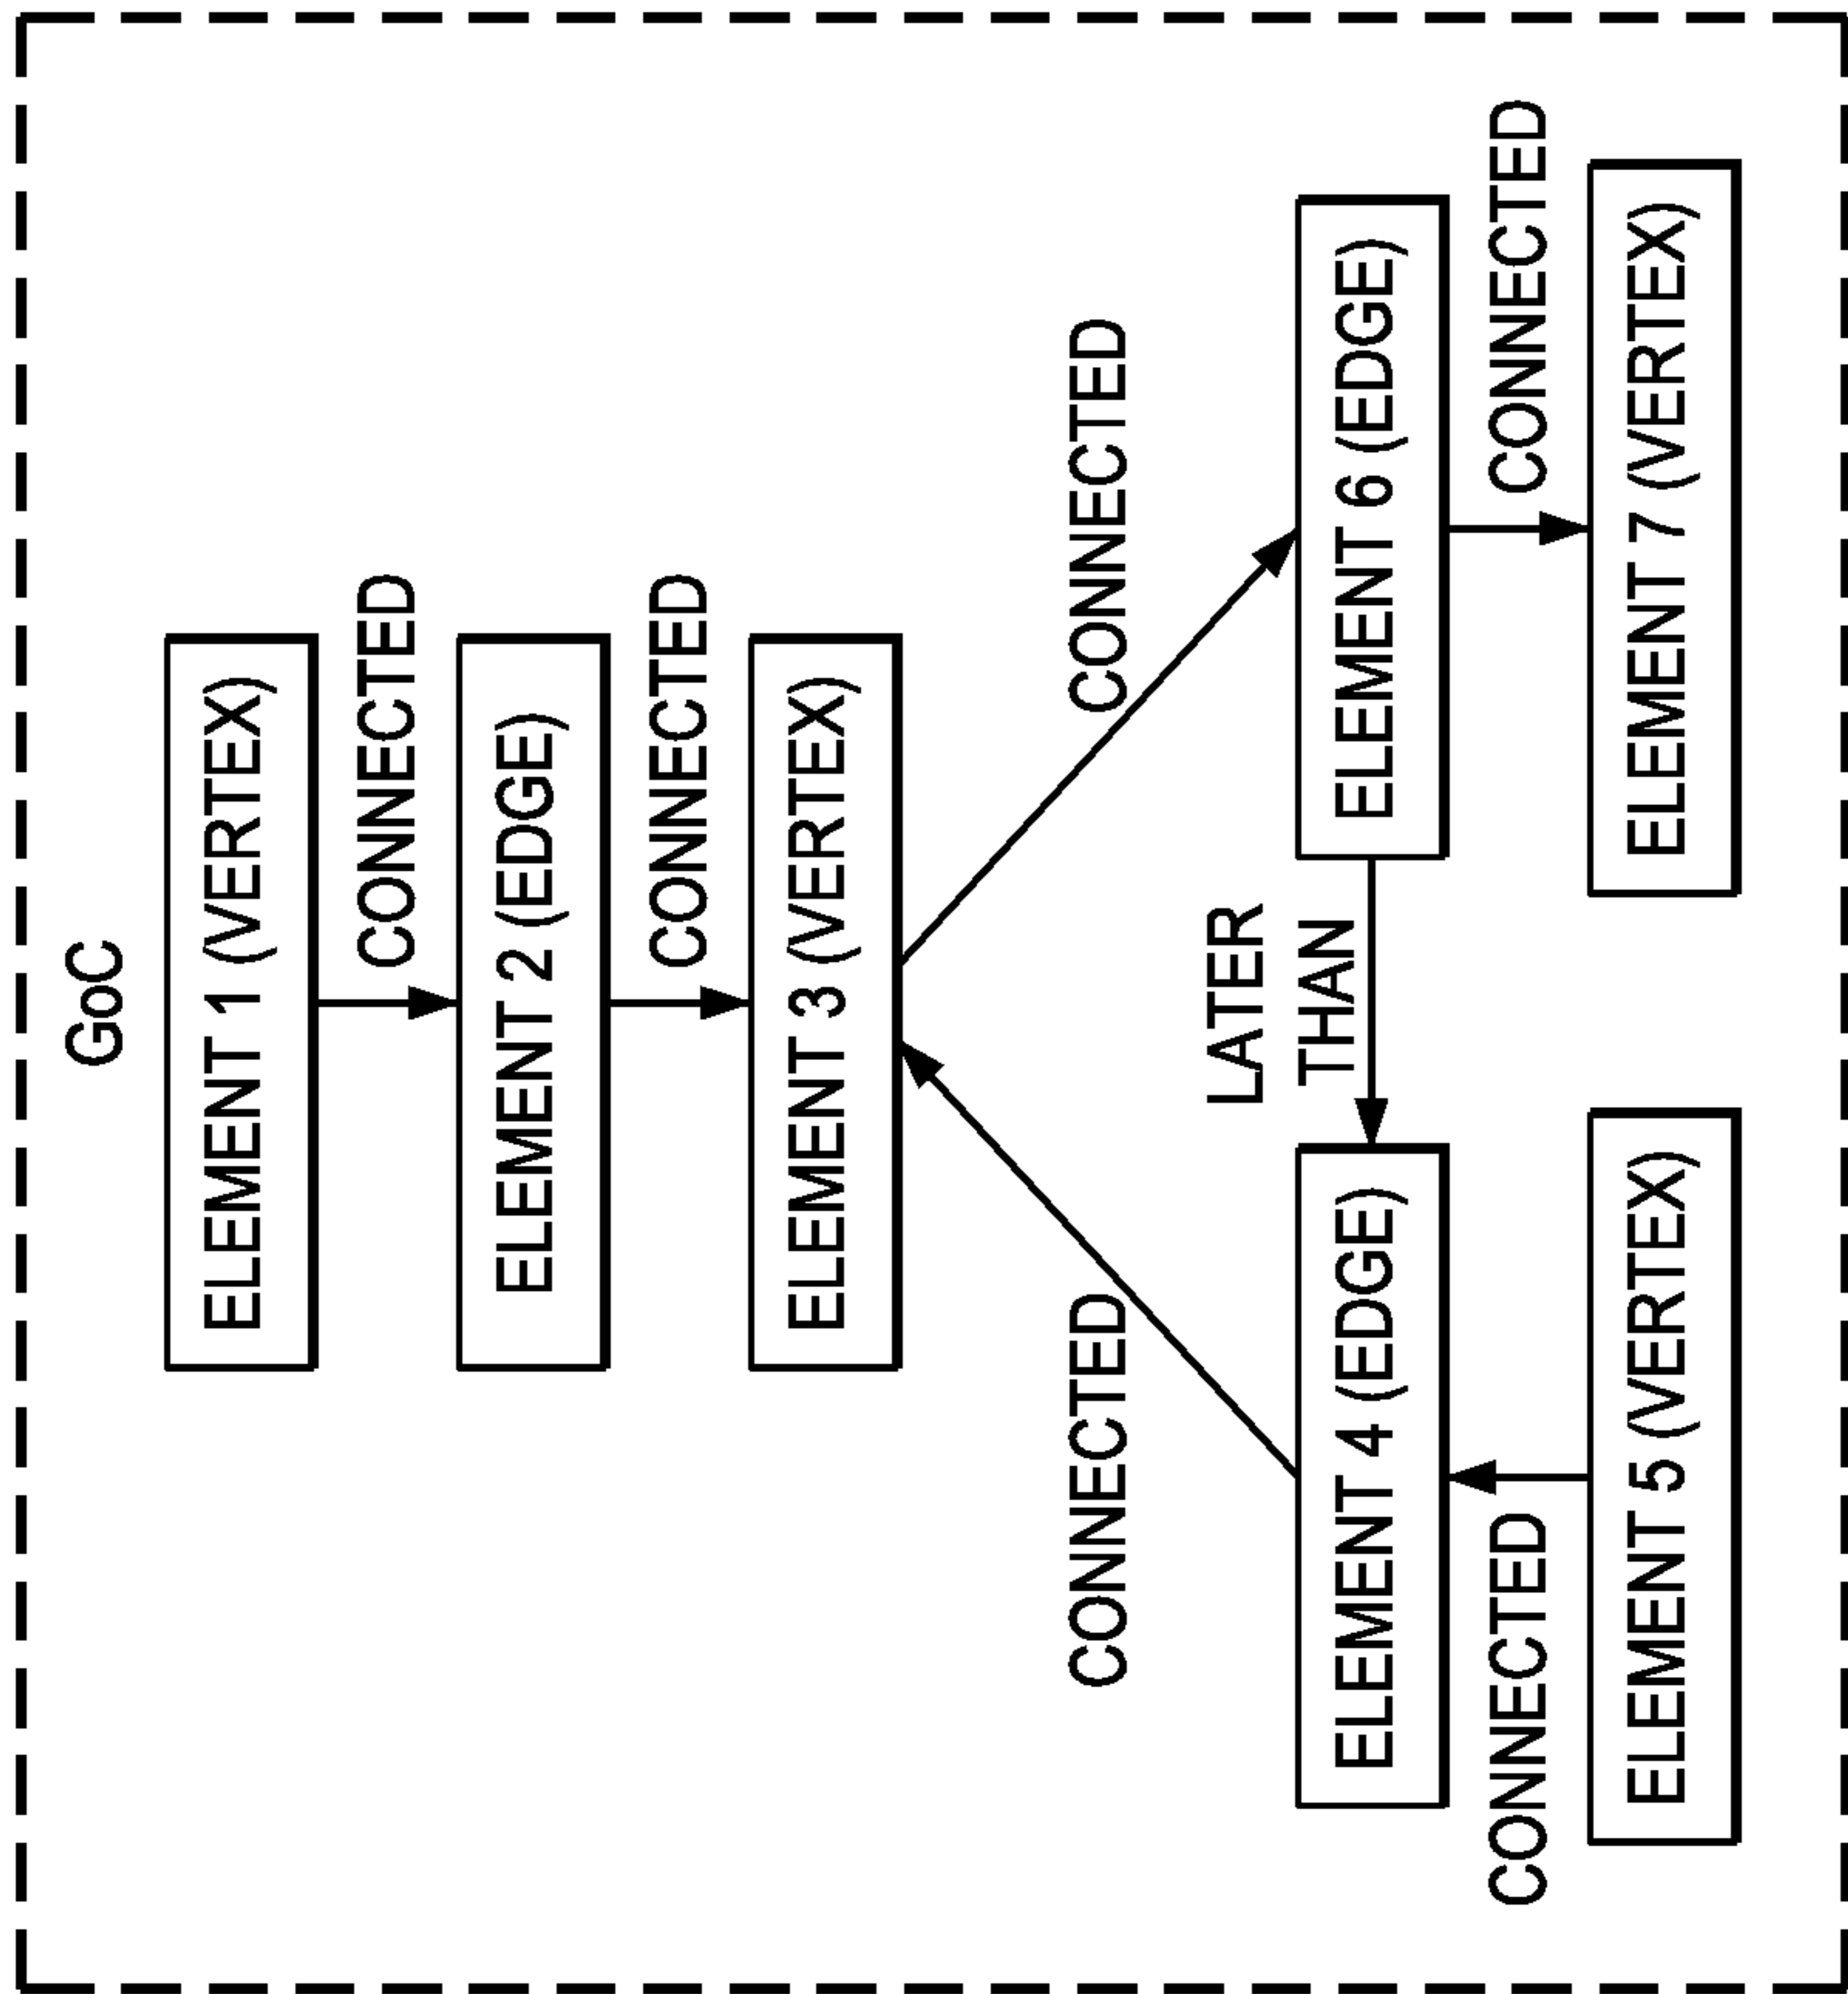 GoC
ELEMENT 1 (VERTEX)
CONNECTED
ELEMENT 2 (EDGE)
CONNECTED
ELEMENT 3 (VERTEX)
CONNECTED
CONNECTED
LATER
THAN
ELEMENT 4 (EDGE)
ELEMENT 6 (EDGE)
CONNECTED
CONNECTED
ELEMENT 5 (VERTEX)
ELEMENT 7 (VERTEX)